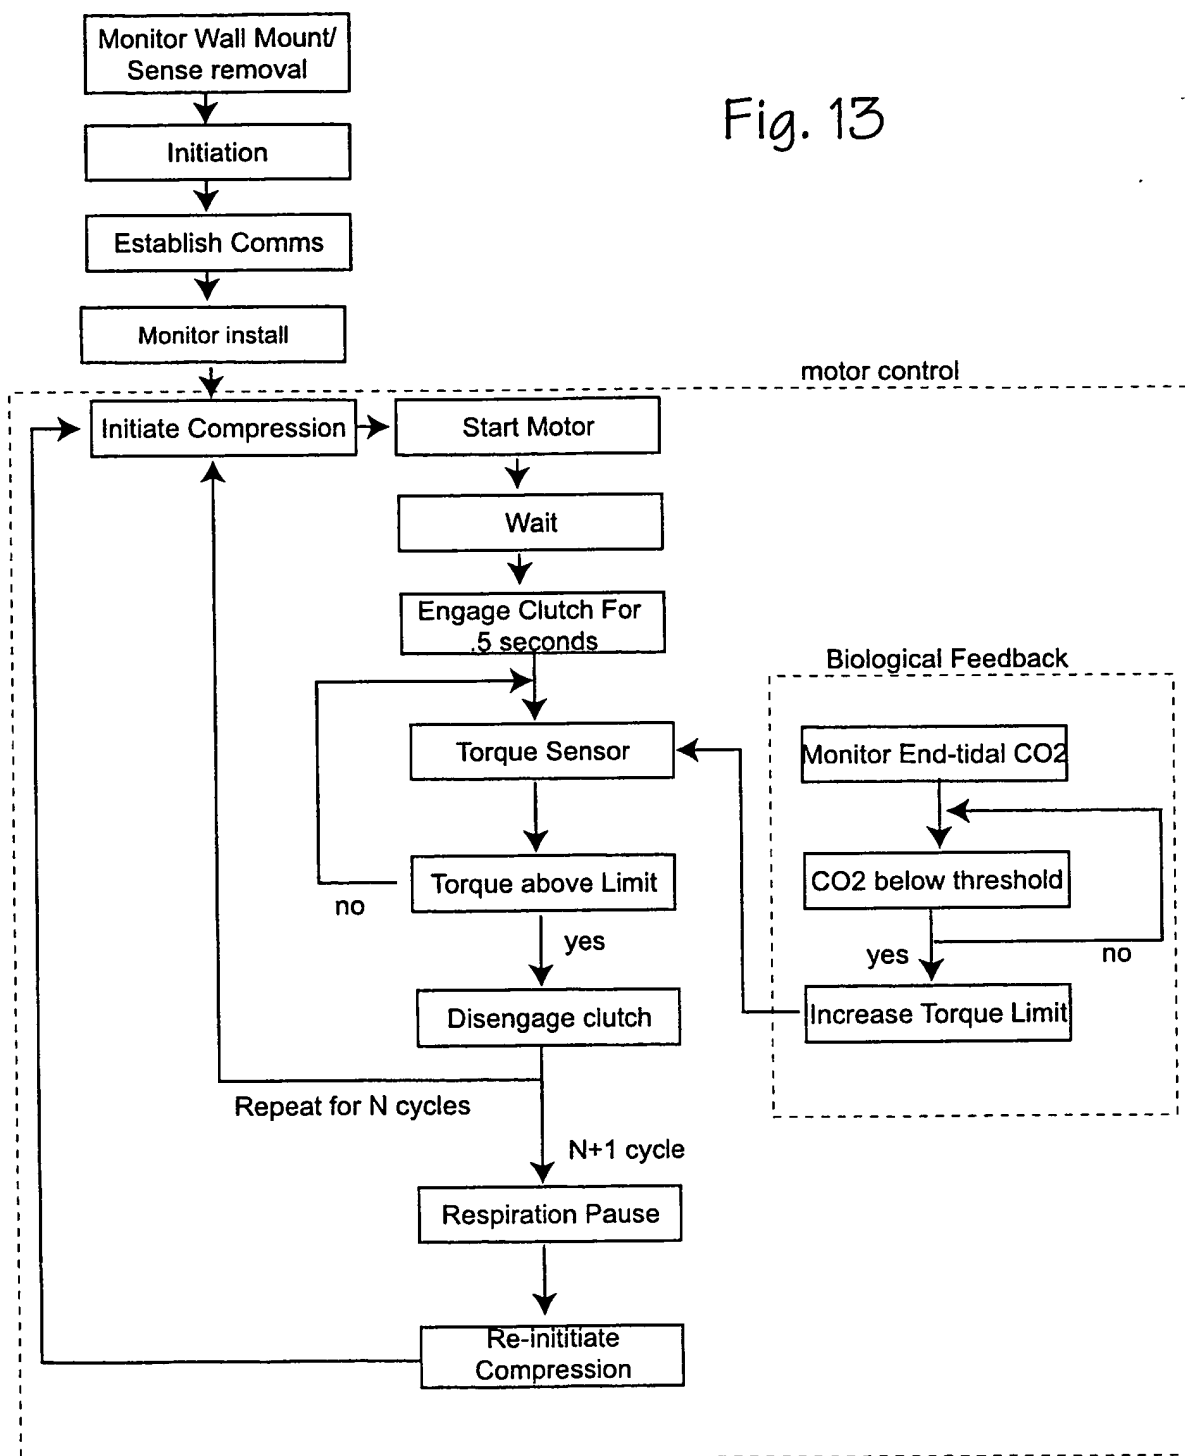 Monitor Wall Mount/
Sense removal
Fig. 13
Initiation
Establish Comms
Monitor install
motor control
Initiate Compression
Start Motor
Wait
Engage Clutch For
.5 seconds
Biological Feedback
Torque Sensor
Monitor End-tidal CO2
Torque above Limit
no
yes
CO2 below threshold
yes
no
Disengage clutch
Increase Torque Limit
Repeat for N cycles
N+1 cycle
Respiration Pause
Re-inititiate
Compression